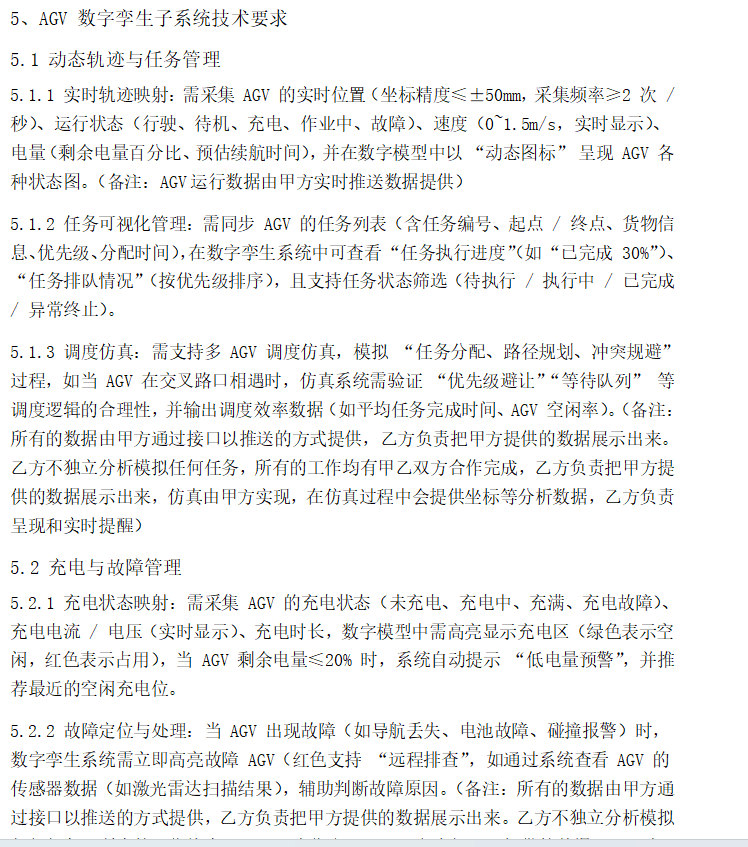 5、AGV 数字孪生子系统技术要求
5.1 动态轨迹与任务管理
5.1.1 实时轨迹映射：需采集 AGV 的实时位置（坐标精度≤±50mm，采集频率≥2 次 /
秒）、运行状态（行驶、待机、充电、作业中、故障）、速度（0~1.5m/s，实时显示）、
电量（剩余电量百分比、预估续航时间），并在数字模型中以 “动态图标” 呈现 AGV 各
种状态图。（备注：AGV运行数据由甲方实时推送数据提供）
5.1.2 任务可视化管理：需同步 AGV 的任务列表（含任务编号、起点 / 终点、货物信
息、优先级、分配时间），在数字孪生系统中可查看“任务执行进度”（如“已完成 30%”）、
“任务排队情况”（按优先级排序），且支持任务状态筛选（待执行 / 执行中 / 已完成
/ 异常终止）。
5.1.3 调度仿真：需支持多 AGV 调度仿真，模拟 “任务分配、路径规划、冲突规避”
过程，如当 AGV 在交叉路口相遇时，仿真系统需验证 “优先级避让”“等待队列” 等
调度逻辑的合理性，并输出调度效率数据（如平均任务完成时间、AGV 空闲率）。（备注：
所有的数据由甲方通过接口以推送的方式提供，乙方负责把甲方提供的数据展示出来。
乙方不独立分析模拟任何任务，所有的工作均有甲乙双方合作完成，乙方负责把甲方提
供的数据展示出来，仿真由甲方实现，在仿真过程中会提供坐标等分析数据，乙方负责
呈现和实时提醒）
5.2 充电与故障管理
5.2.1 充电状态映射：需采集 AGV 的充电状态（未充电、充电中、充满、充电故障）、
充电电流 / 电压（实时显示）、充电时长，数字模型中需高亮显示充电区（绿色表示空
闲，红色表示占用），当 AGV 剩余电量≤20% 时，系统自动提示 “低电量预警”，并推
荐最近的空闲充电位。
5.2.2 故障定位与处理：当 AGV 出现故障（如导航丢失、电池故障、碰撞报警）时，
数字孪生系统需立即高亮故障 AGV（红色支持 “远程排查”，如通过系统查看 AGV 的
传感器数据（如激光雷达扫描结果），辅助判断故障原因。（备注：所有的数据由甲方通
过接口以推送的方式提供，乙方负责把甲方提供的数据展示出来。乙方不独立分析模拟